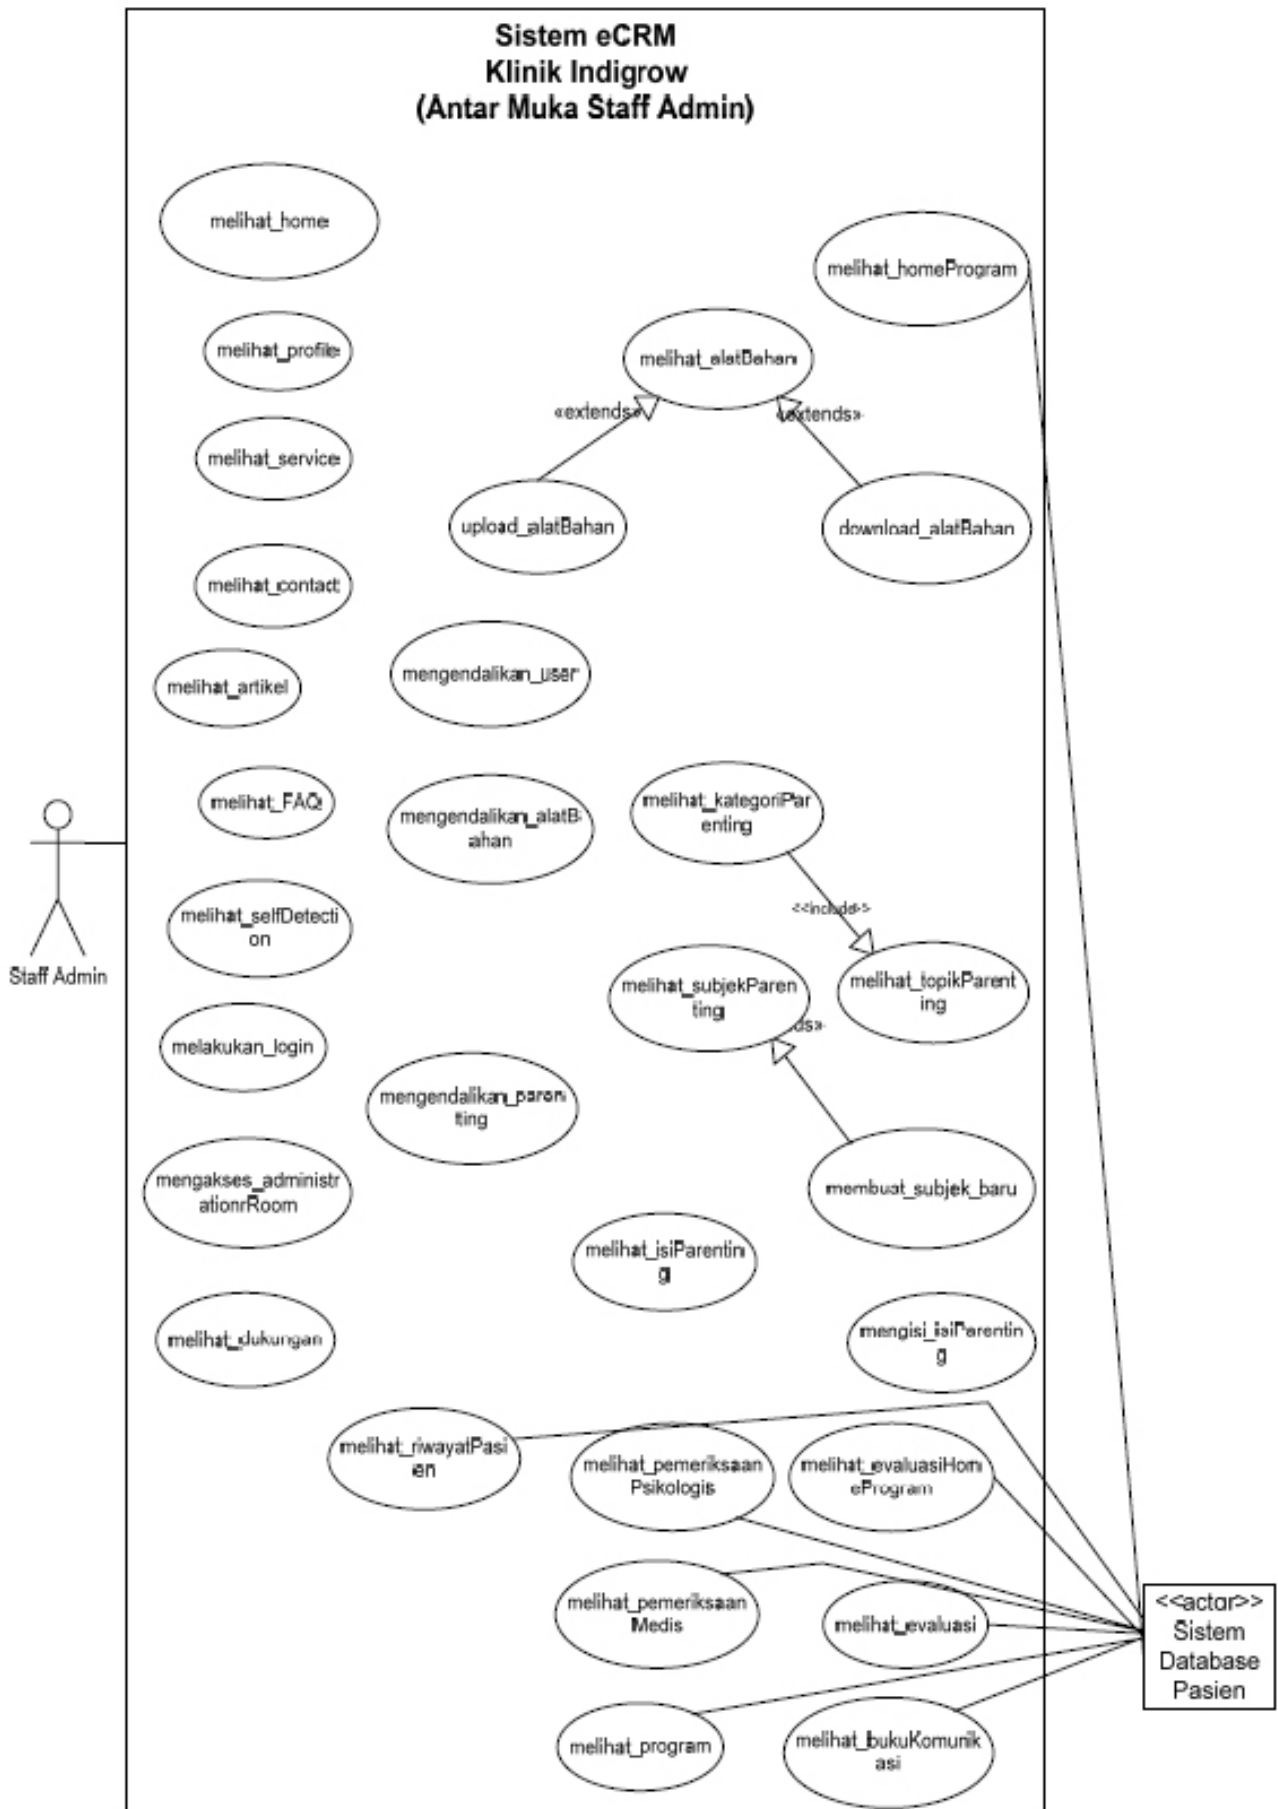 Sistem eCRM
Klinik Indigrow
(Antar Muka Staff Admin)
melihat_home
melihat_homeProgram
melihat_profile
melihat_alatBahan
«extends»
«extends»
melihat_service
upload_alatBahan
download_alatBahan
melihat_contact
mengendalikan_user
melihat_artikel
melihat_FAQ
mengendalikan_alatB
ahan
melihat_kategoriPar
enting
<<include>>
melihat_selfDetecti
on
Staff Admin
melihat_subjekParen
ting
melihat_topikParent
ing
ds»
melakukan_login
mengendalikan_paren
ting
mengakses_administr
ationrRoom
membuat_subjek_baru
melihat_isiParentin
g
melihat_dukungan
mengisi_isiParentin
g
melihat_riwayatPasi
en
melihat_pemeriksaan
Psikologis
melihat_evaluasiHom
eProgram
melihat_pemeriksaan
Medis
melihat_evaluasi
<<actor>>
Sistem
Database
Pasien
melihat_program
melihat_bukuKomunik
asi